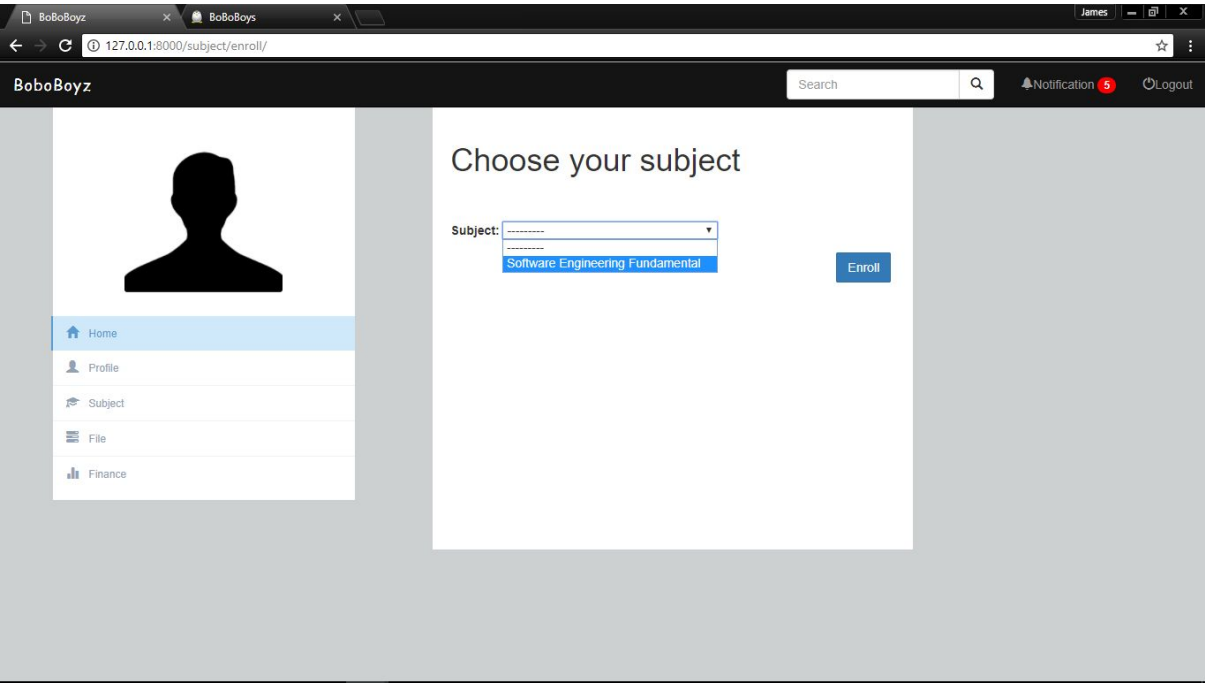 BoBoBoyz
BoBoBoys
James
127.0.0.1:8000/subject/enroll/
BoboBoyz
Search
Notification 5
Logout
Choose your subject
Subject: ---------
---------
Software Engineering Fundamental
Enroll
Home
Profile
Subject
File
Finance